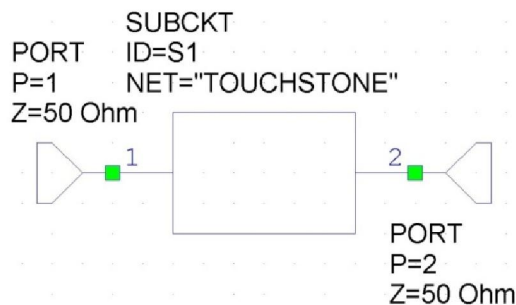 SUBCKT
ID=S1
NET="TOUCHSTONE"
PORT
P=1
Z=50 Ohm
1
2
PORT
P=2
Z=50 Ohm